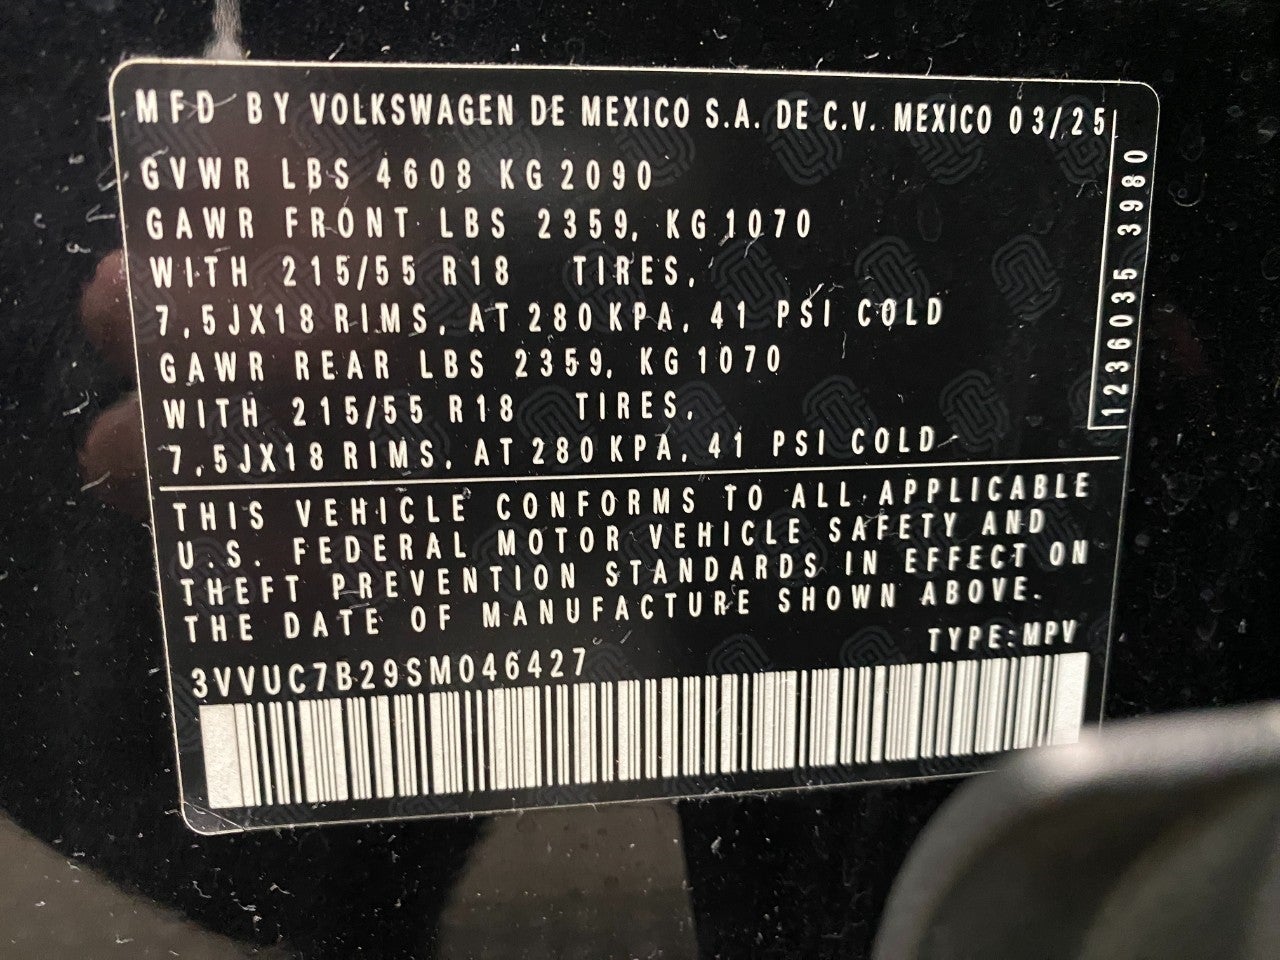 MFD BY VOLKSWAGEN DE MEXICO S.A. DE C.V. MEXICO 03/25
GVWR LBS 4608 KG 2090
GAWR FRONT LBS 2359, KG 1070
WITH 215/55 R18 TIRES,
7,5JX18 RIMS, AT 280 KPA, 41 PSI COLD
GAWR REAR LBS 2359, KG 1070
WITH 215/55 R18 TIRES,
7,5JX18 RIMS, AT 280 KPA, 41 PSI COLD
1236035 3980
THIS VEHICLE CONFORMS TO ALL APPLICABLE
U.S. FEDERAL MOTOR VEHICLE SAFETY AND
THEFT PREVENTION STANDARDS IN EFFECT ON
THE DATE OF MANUFACTURE SHOWN ABOVE.
TYPE:MPV
3VVUC7B29SM046427